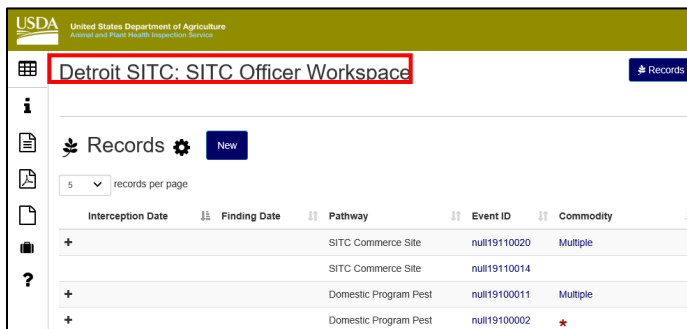 USDA
United States Department of Agriculture
Animal and Plant Health Inspection Service
Detroit SITC: SITC Officer Workspace
Records
Records New
5 records per page
Interception Date Finding Date Pathway Event ID Commodity
+ SITC Commerce Site null19110020 Multiple
SITC Commerce Site null19110014
+ Domestic Program Pest null19100011 Multiple
+ Domestic Program Pest null19100002 *
i
?